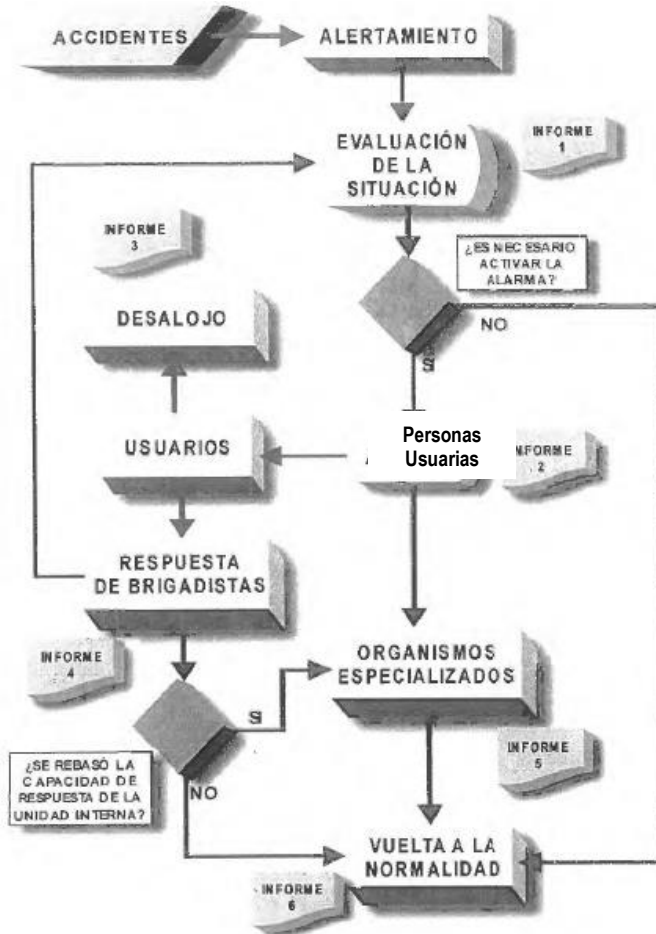 ACCIDENTES
ALERTAMIENTO
EVALUACIÓN
DE LA
SITUACIÓN
INFORME
1
¿ES NECESARIO
ACTIVAR LA
ALARMA?
NO
SI
INFORME
3
DESALOJO
USUARIOS
Personas
Usuarias
INFORME
2
RESPUESTA
DE BRIGADISTAS
INFORME
4
ORGANISMOS
ESPECIALIZADOS
SI
¿SE REBASÓ LA
CAPACIDAD DE
RESPUESTA DE LA
UNIDAD INTERNA?
NO
INFORME
5
VUELTA A LA
NORMALIDAD
INFORME
6